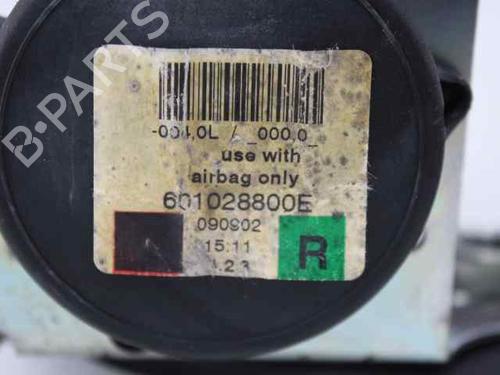 B-PARTS
-004.0L / _000.0_
use with
airbag only
601028800E
090902
15:11
R